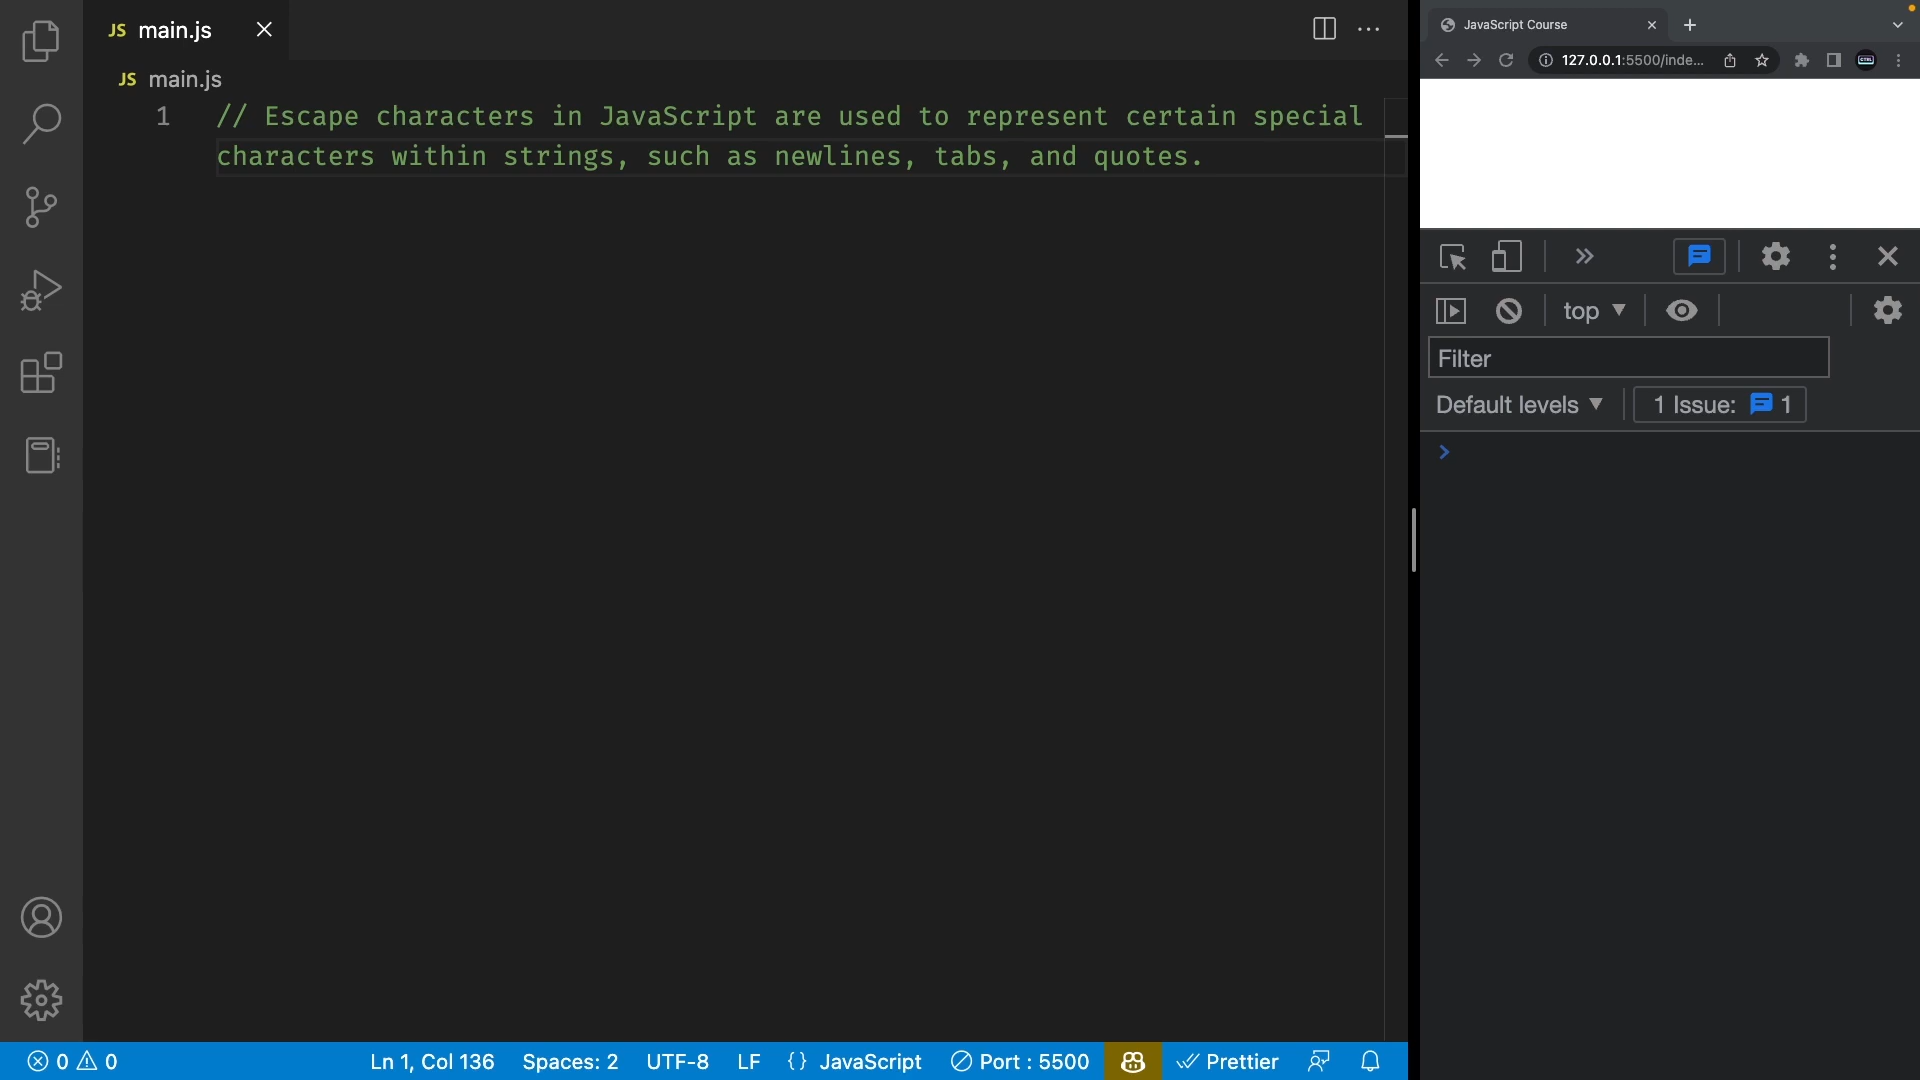 JS main.js
JS main.js
1 // Escape characters in JavaScript are used to represent certain special
characters within strings, such as newlines, tabs, and quotes.
0 0 Ln 1, Col 136 Spaces: 2 UTF-8 LF {} JavaScript Port : 5500 Prettier
JavaScript Course
127.0.0.1:5500/inde...
top
Filter
Default levels 1 Issue: 1